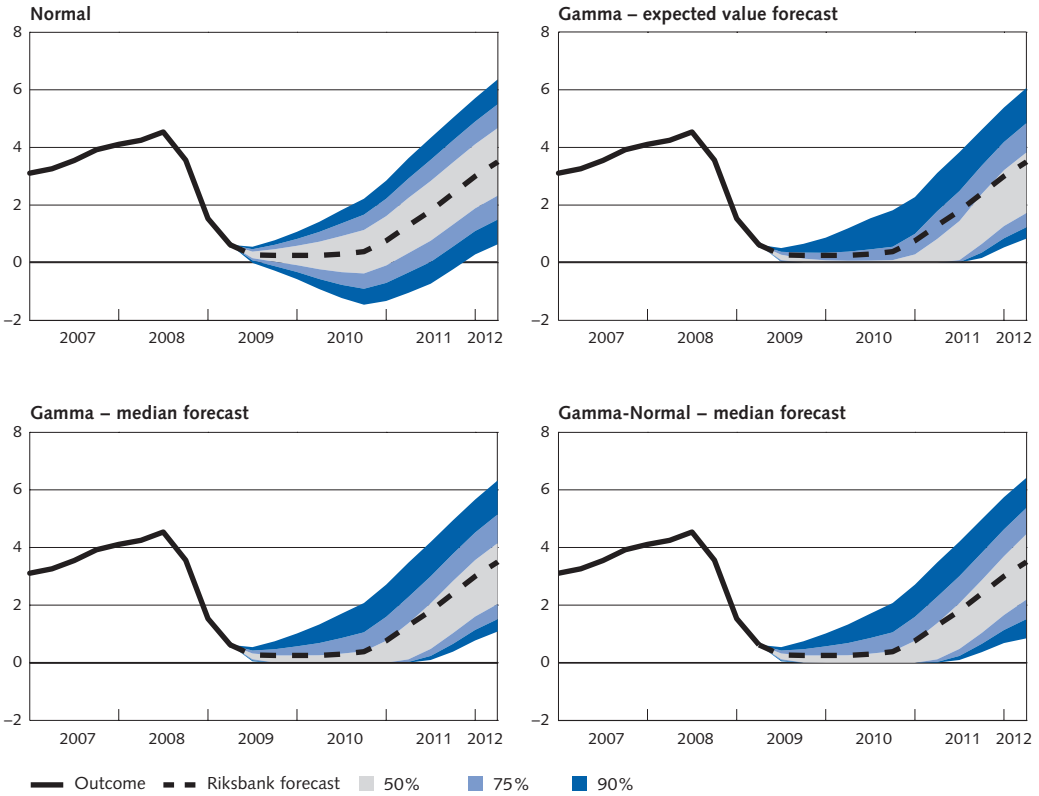 Normal
8
6
4
2
0
–2
2007 2008 2009 2010 2011 2012
Gamma – expected value forecast
8
6
4
2
0
–2
2007 2008 2009 2010 2011 2012
Gamma – median forecast
8
6
4
2
0
–2
2007 2008 2009 2010 2011 2012
Gamma-Normal – median forecast
8
6
4
2
0
–2
2007 2008 2009 2010 2011 2012
Outcome Riksbank forecast 50% 75% 90%